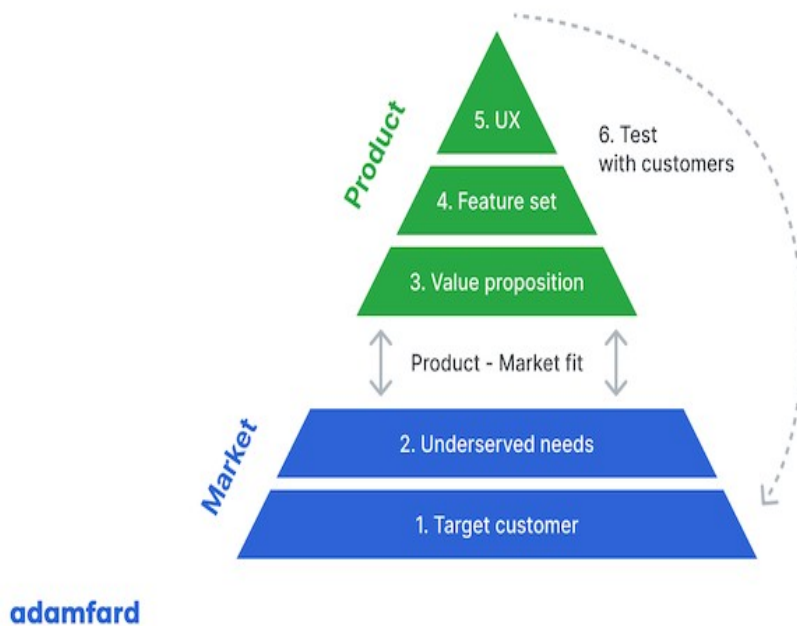 Product
5. UX
6. Test
with customers
4. Feature set
3. Value proposition
Product - Market fit
Market
2. Underserved needs
1. Target customer
adamfard